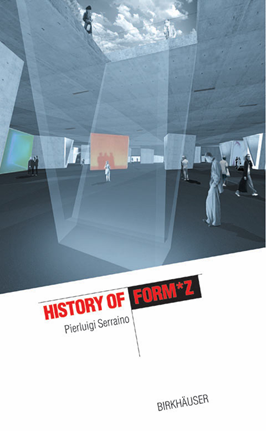 HISTORY OF FORM*Z
Pierluigi Serraino
BIRKHÄUSER